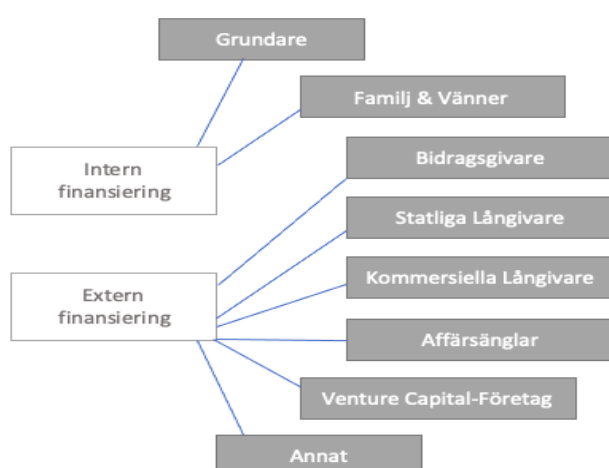 Grundare
Familj & Vänner
Intern
finansiering
Bidragsgivare
Statliga Långivare
Kommersiella Långivare
Extern
finansiering
Affärsänglar
Venture Capital-Företag
Annat